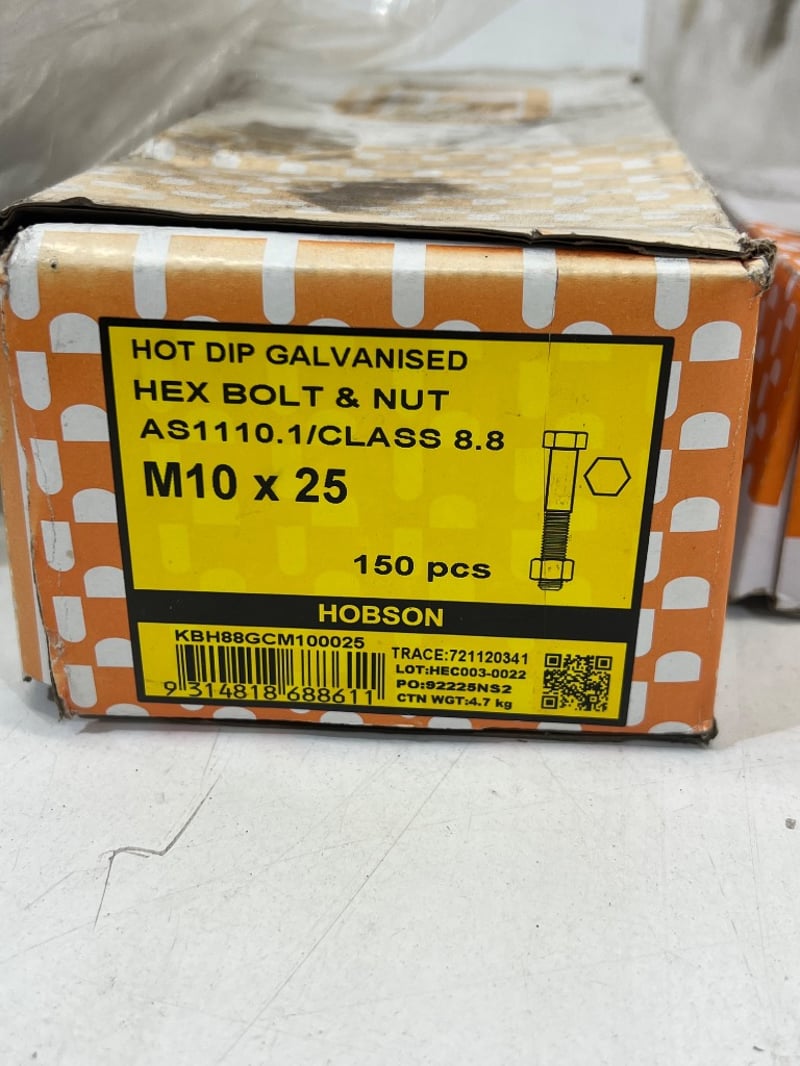 HOT DIP GALVANISED
HEX BOLT & NUT
AS1110.1/CLASS 8.8
M10 x 25
150 pcs
HOBSON
KBH88GCM100025
9 314818 688611
TRACE:721120341
LOT:HEC003-0022
PO:92225NS2
CTN WGT:4.7 kg